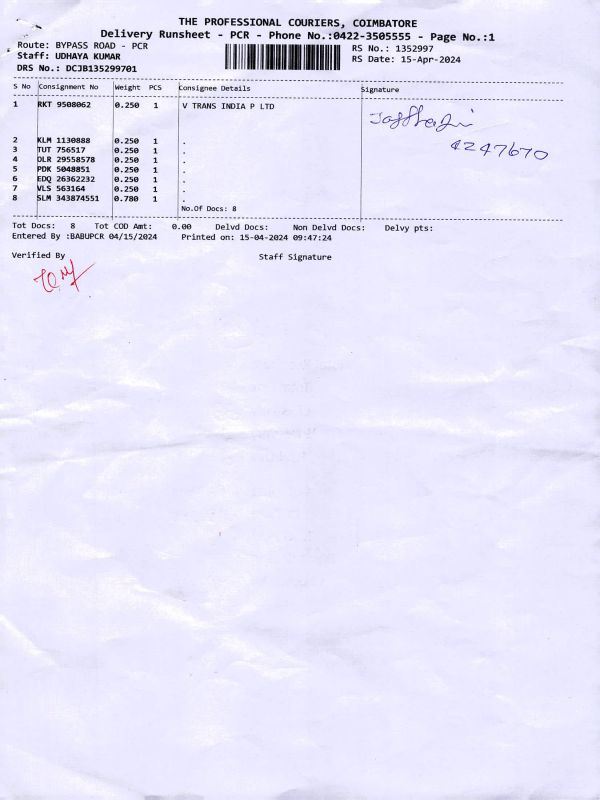 THE PROFESSIONAL COURIERS, COIMBATORE
Delivery Runsheet - PCR - Phone No.:0422-3505555 - Page No.:1
Route: BYPASS ROAD - PCR RS No.: 1352997
Staff: UDHAYA KUMAR RS Date: 15-Apr-2024
DRS No.: DCJB135299701
S No Consignment No Weight PCS Consignee Details Signature
1 RKT 9508062 0.250 1 V TRANS INDIA P LTD
4247670
2 KLM 1130888 0.250 1 .
3 TUT 756517 0.250 1 .
4 DLR 29558578 0.250 1 .
5 PDK 5048851 0.250 1 .
6 EDQ 26362232 0.250 1 .
7 VLS 563164 0.250 1 .
8 SLM 343874551 0.780 1 .
No.Of Docs: 8
Tot Docs: 8 Tot COD Amt: 0.00 Delvd Docs: Non Delvd Docs: Delvy pts:
Entered By :BABUPCR 04/15/2024 Printed on: 15-04-2024 09:47:24
Verified By Staff Signature